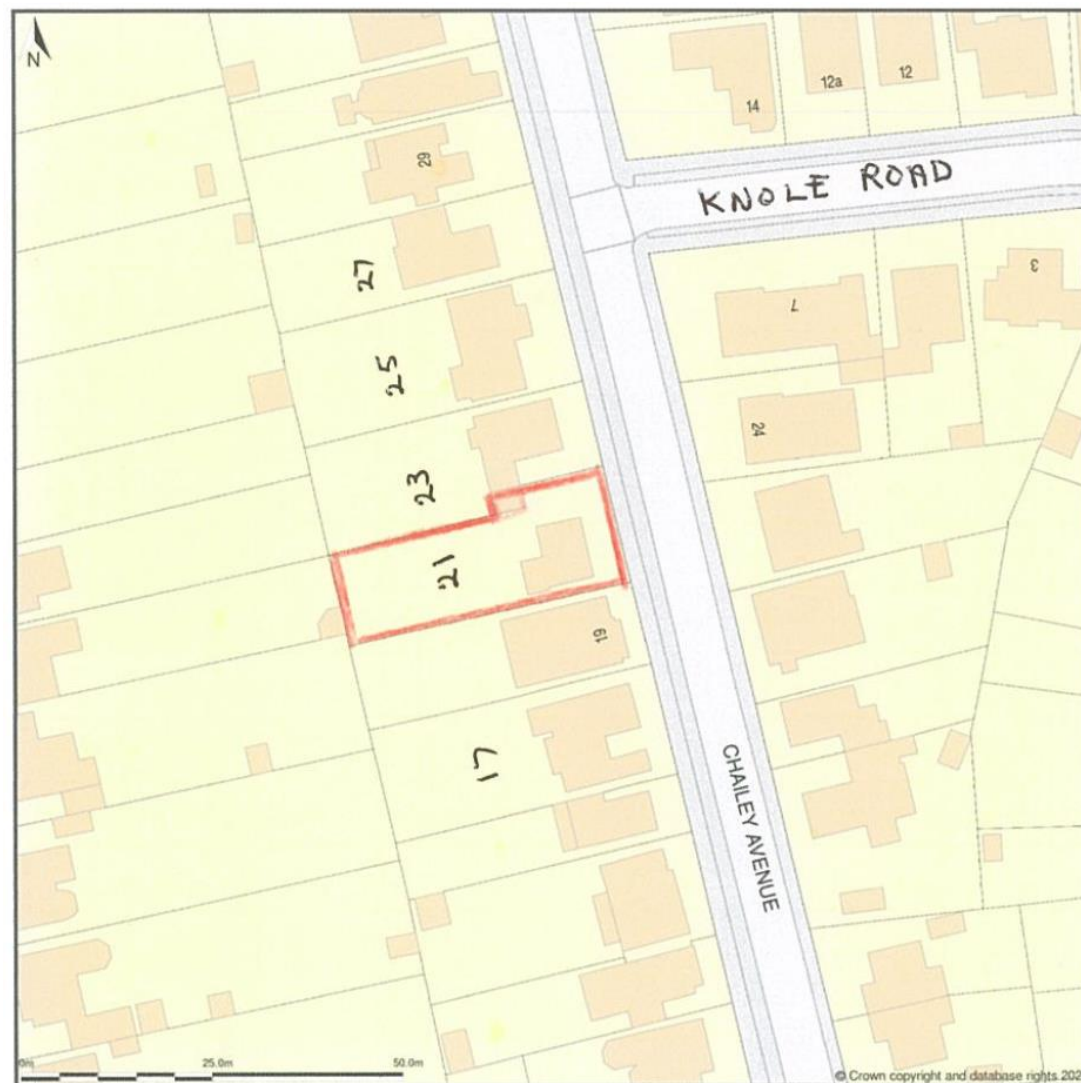 N
14
12a
12
29
KNOLE ROAD
27
3
7
25
24
23
21
19
17
CHAILEY AVENUE
0m
25.0m
50.0m
© Crown copyright and database rights 202